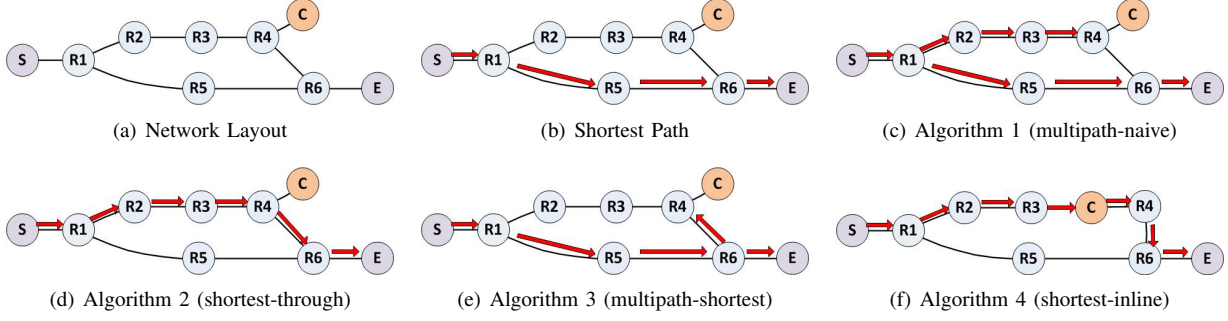 C
R2 R3 R4
S R1
R5 R6 E
(a) Network Layout
C
R2 R3 R4
S R1
R5 R6 E
(b) Shortest Path
C
R2 R3 R4
S R1
R5 R6 E
(c) Algorithm 1 (multipath-naive)
C
R2 R3 R4
S R1
R5 R6 E
(d) Algorithm 2 (shortest-through)
C
R2 R3 R4
S R1
R5 R6 E
(e) Algorithm 3 (multipath-shortest)
R2 R3 C R4
S R1
R5 R6 E
(f) Algorithm 4 (shortest-inline)